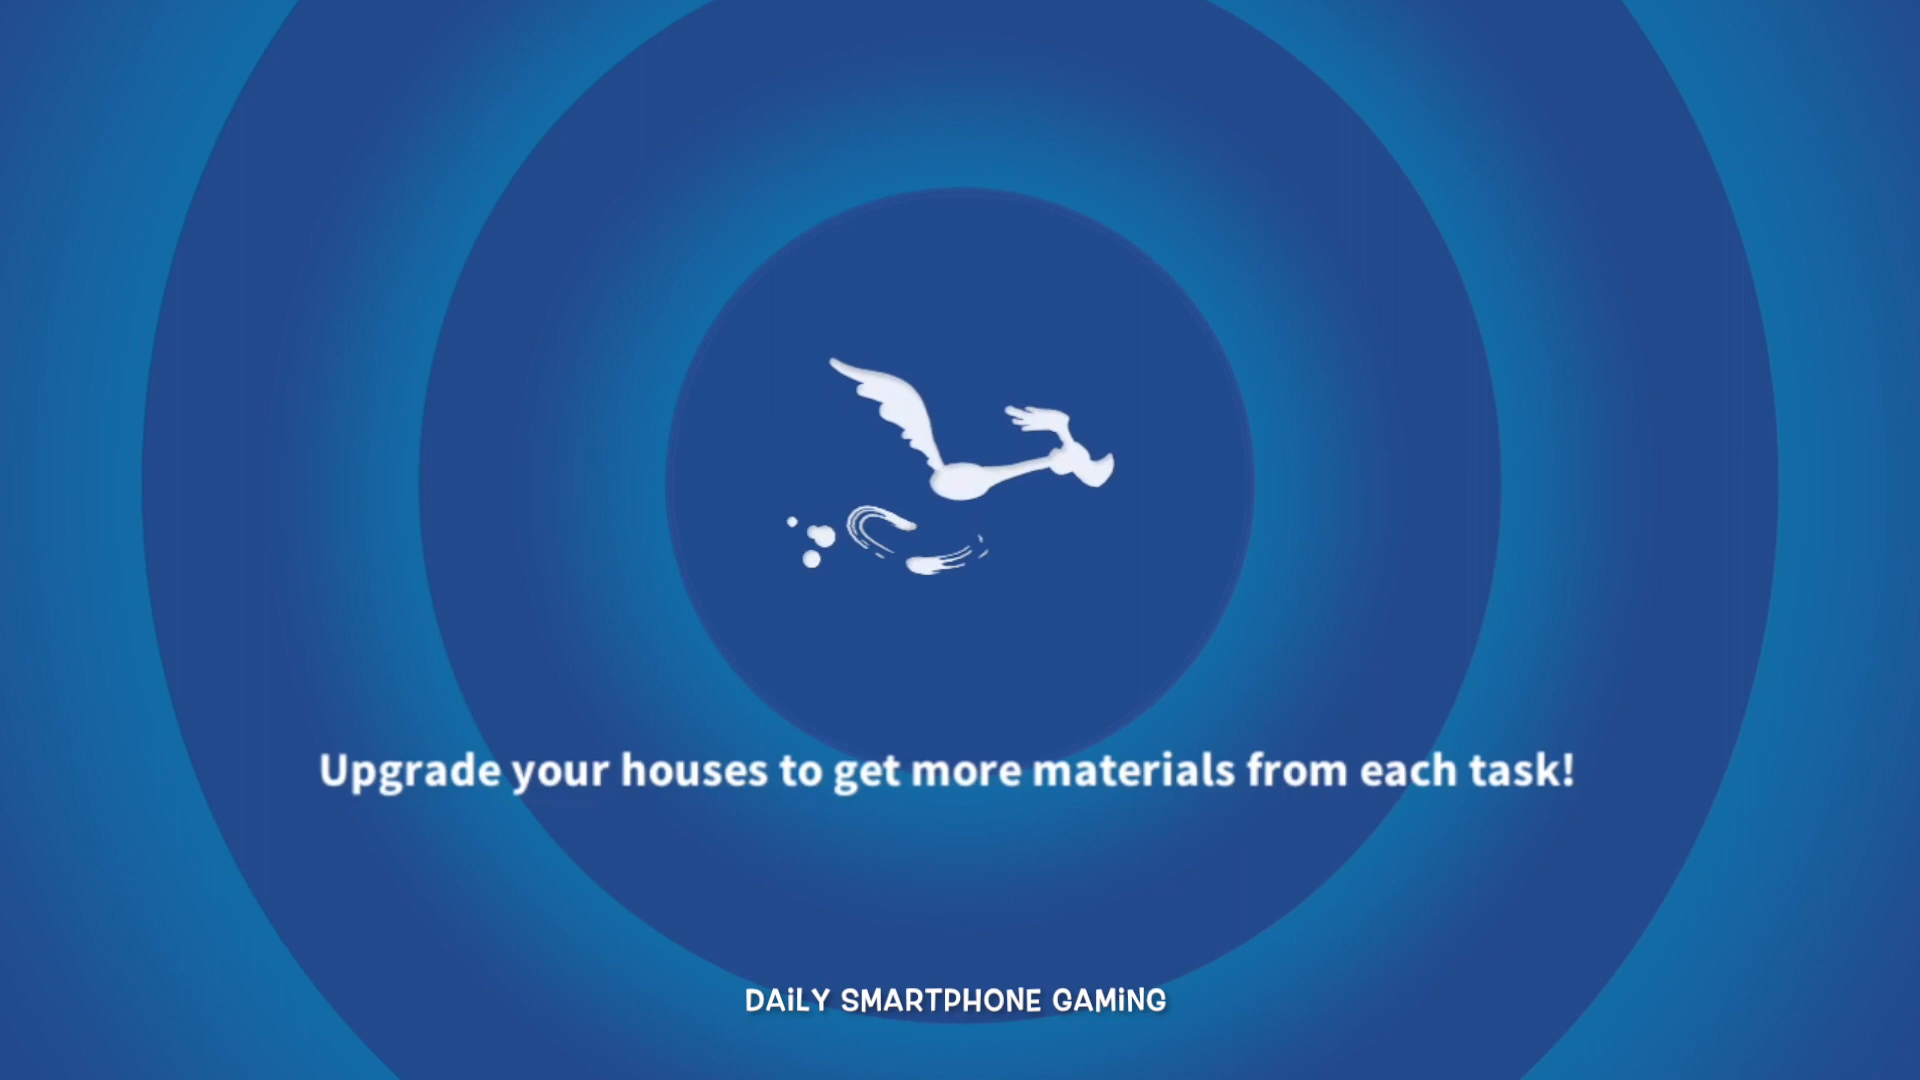 Upgrade your houses to get more materials from each task!
DAiLY SMARTPHONE GAMiNG